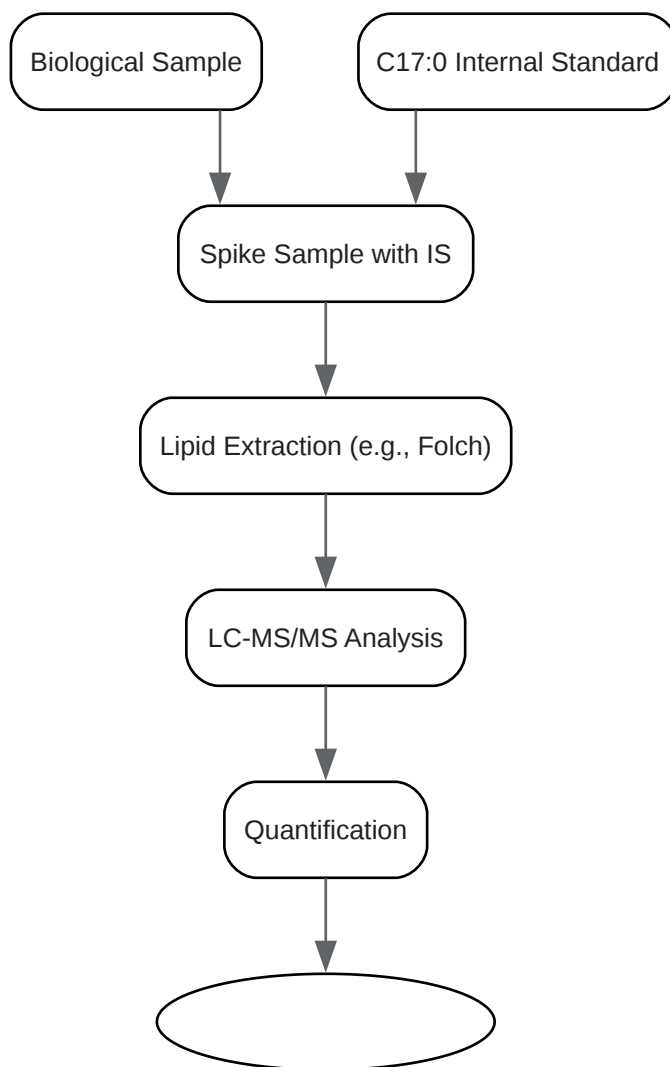 Biological Sample
C17:0 Internal Standard
Spike Sample with IS
Lipid Extraction (e.g., Folch)
LC-MS/MS Analysis
Quantification